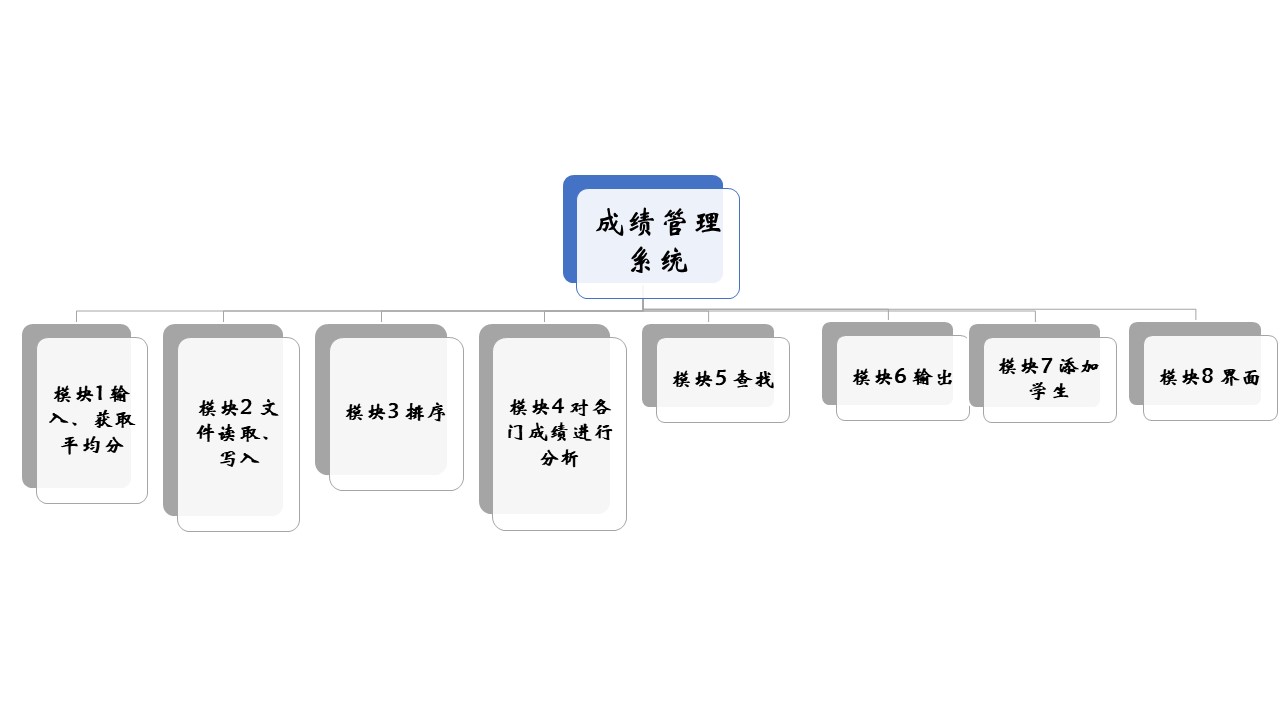 成绩管理
系统
模块1输
入、获取
平均分
模块2 文
件读取、
写入
模块3 排序
模块4 对各
门成绩进行
分析
模块5 查找
模块6 输出
模块7 添加
学生
模块8 界面